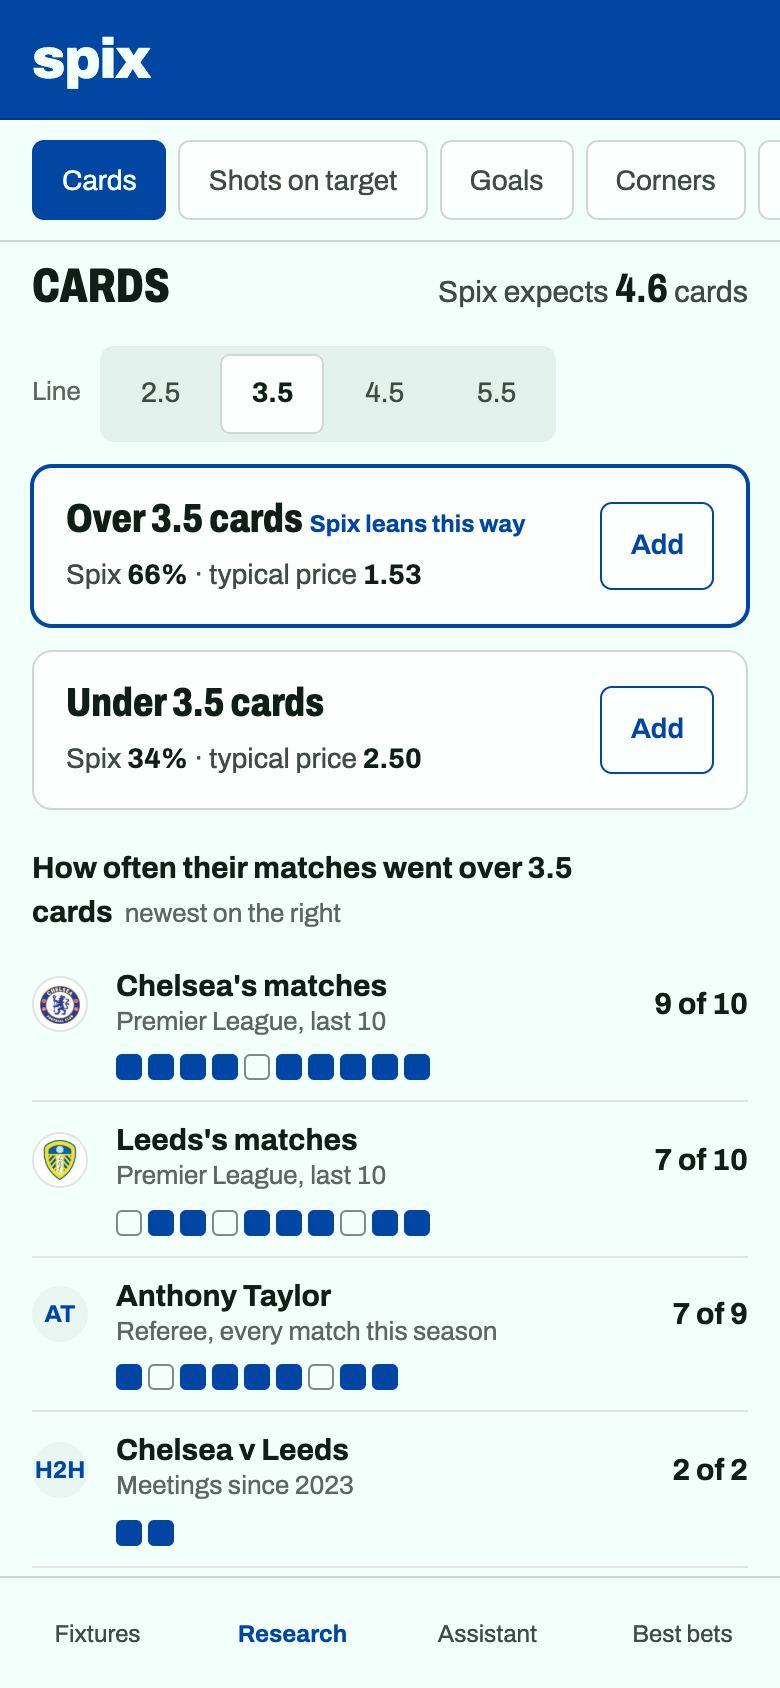 spix
Cards
Shots on target
Goals
Corners
CARDS
Spix expects 4.6 cards
Line
2.5
3.5
4.5
5.5
Over 3.5 cards Spix leans this way
Spix 66% · typical price 1.53
Add
Under 3.5 cards
Spix 34% · typical price 2.50
Add
How often their matches went over 3.5
cards newest on the right
Chelsea's matches
Premier League, last 10
9 of 10
Leeds's matches
Premier League, last 10
7 of 10
AT
Anthony Taylor
Referee, every match this season
7 of 9
H2H
Chelsea v Leeds
Meetings since 2023
2 of 2
Fixtures
Research
Assistant
Best bets